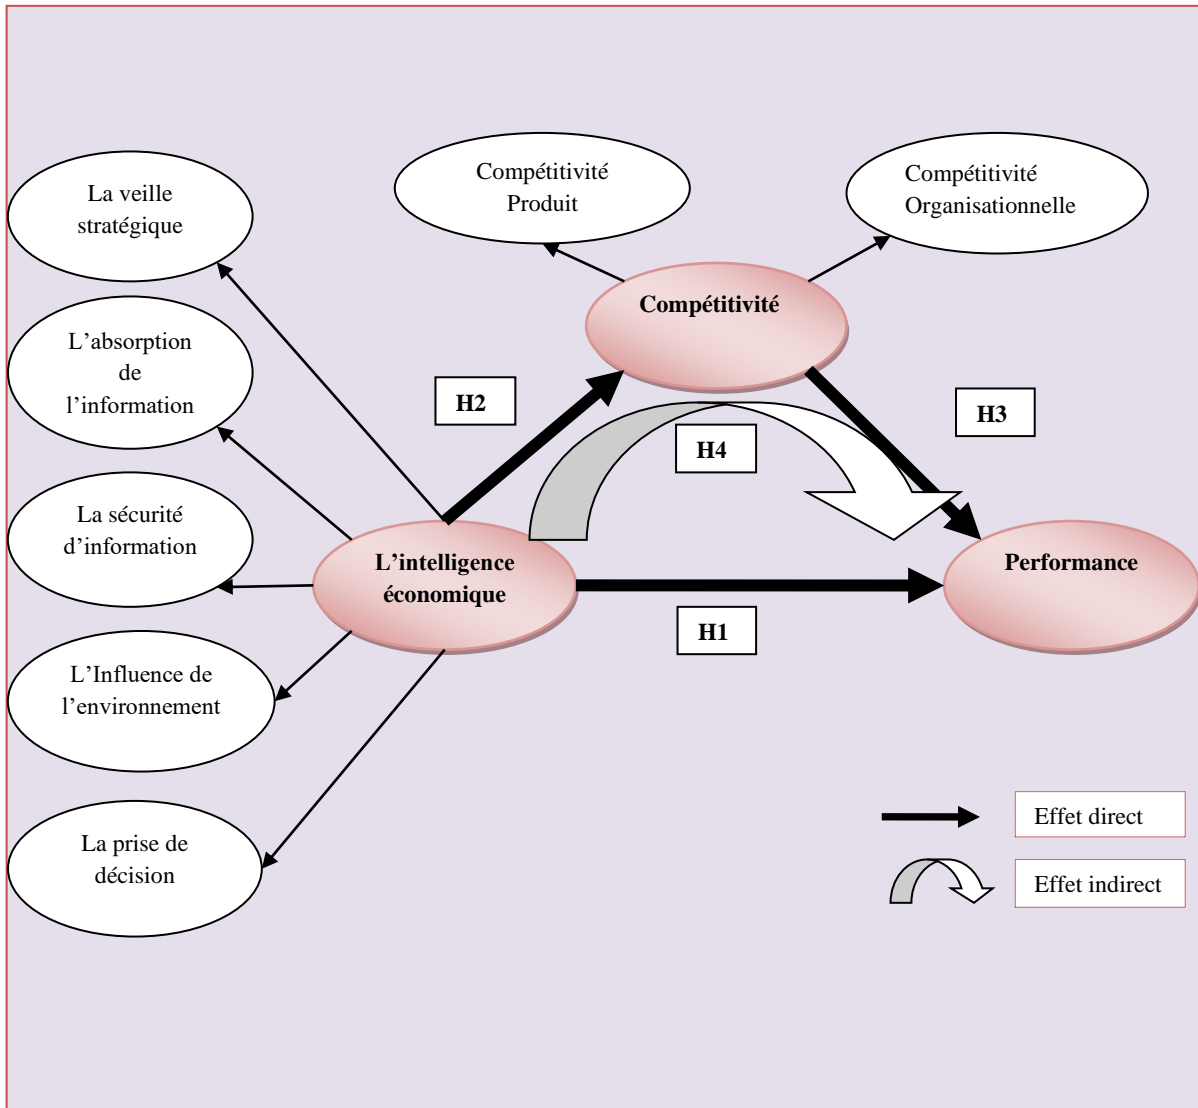 La veille
stratégique
L'absorption
de
l'information
La sécurité
d'information
L'Influence de
l'environnement
La prise de
décision
Compétitivité
Produit
Compétitivité
Organisationnelle
Compétitivité
H2
H4
H3
L'intelligence
économique
Performance
H1
Effet direct
Effet indirect